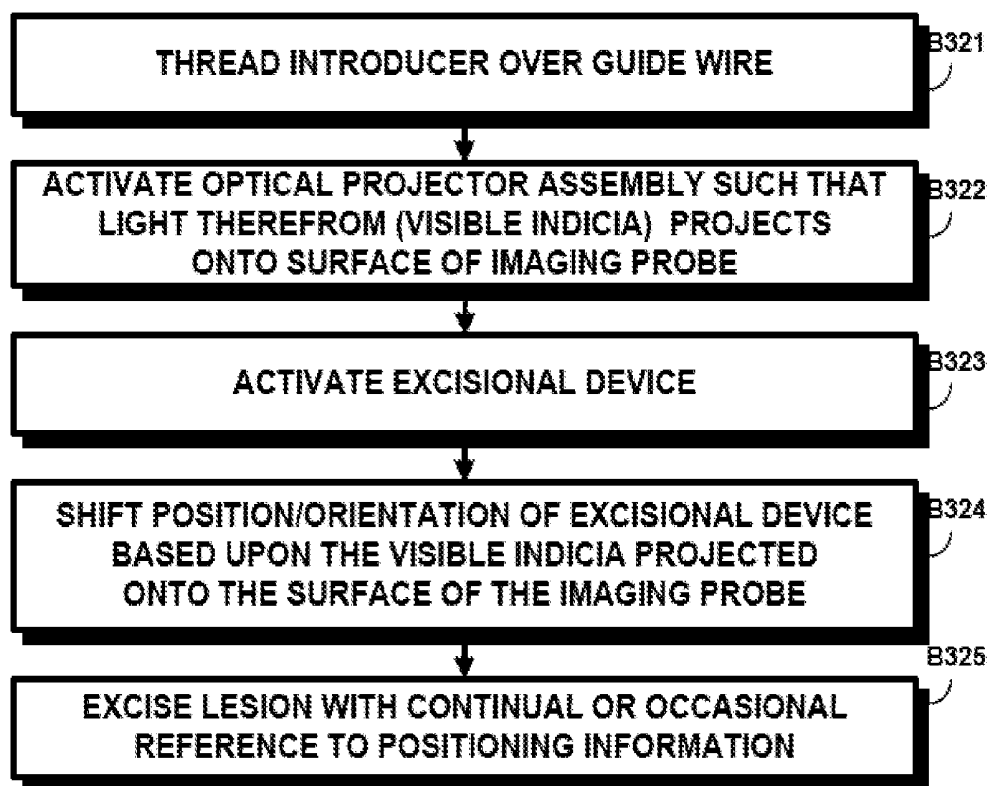 B321
THREAD INTRODUCER OVER GUIDE WIRE
B322
ACTIVATE OPTICAL PROJECTOR ASSEMBLY SUCH THAT
LIGHT THEREFROM (VISIBLE INDICIA) PROJECTS
ONTO SURFACE OF IMAGING PROBE
B323
ACTIVATE EXCISIONAL DEVICE
B324
SHIFT POSITION/ORIENTATION OF EXCISIONAL DEVICE
BASED UPON THE VISIBLE INDICIA PROJECTED
ONTO THE SURFACE OF THE IMAGING PROBE
B325
EXCISE LESION WITH CONTINUAL OR OCCASIONAL
REFERENCE TO POSITIONING INFORMATION